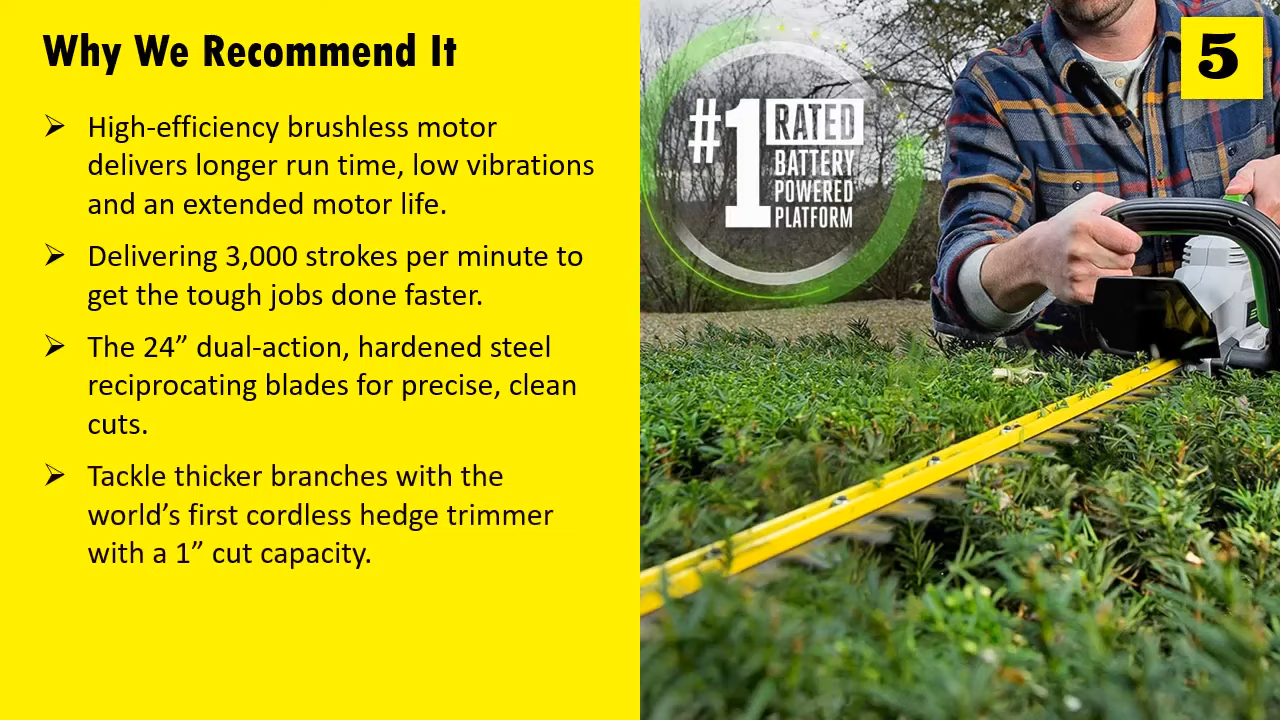 Why We Recommend It
5
➢ High-efficiency brushless motor
delivers longer run time, low vibrations
and an extended motor life.
➢ Delivering 3,000 strokes per minute to
get the tough jobs done faster.
➢ The 24” dual-action, hardened steel
reciprocating blades for precise, clean
cuts.
➢ Tackle thicker branches with the
world’s first cordless hedge trimmer
with a 1” cut capacity.
#1 RATED
BATTERY
POWERED
PLATFORM